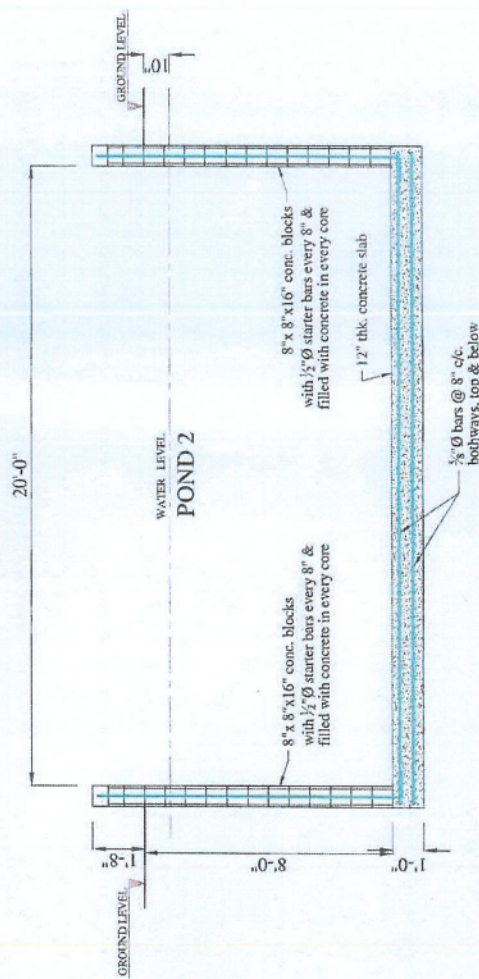 GROUND LEVEL
10"
20'-0"
WATER LEVEL
POND 2
8"x 8"x16" conc. blocks
with ½"Ø starter bars every 8" &
filled with concrete in every core
8"x 8"x16" conc. blocks
with ½"Ø starter bars every 8" &
filled with concrete in every core
12" thk. concrete slab
⅝"Ø bars @ 8" c/c.
bothways, top & below
1'-8"
8'-0"
1'-0"
GROUND LEVEL